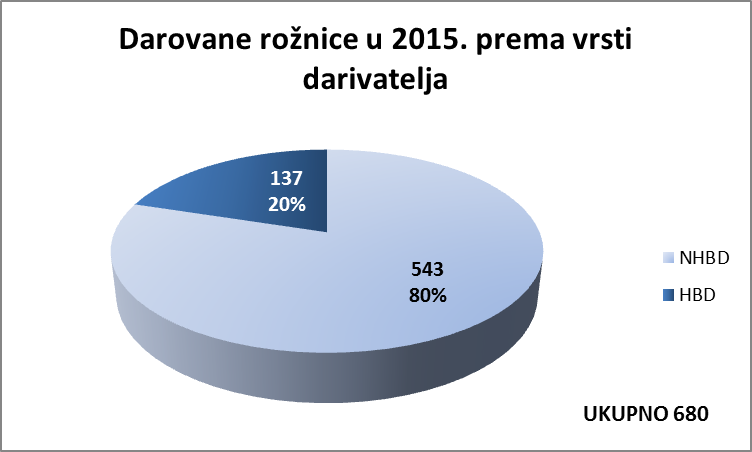 Darovane rožnice u 2015. prema vrsti
darivatelja
137
20%
543
80%
NHBD
HBD
UKUPNO 680